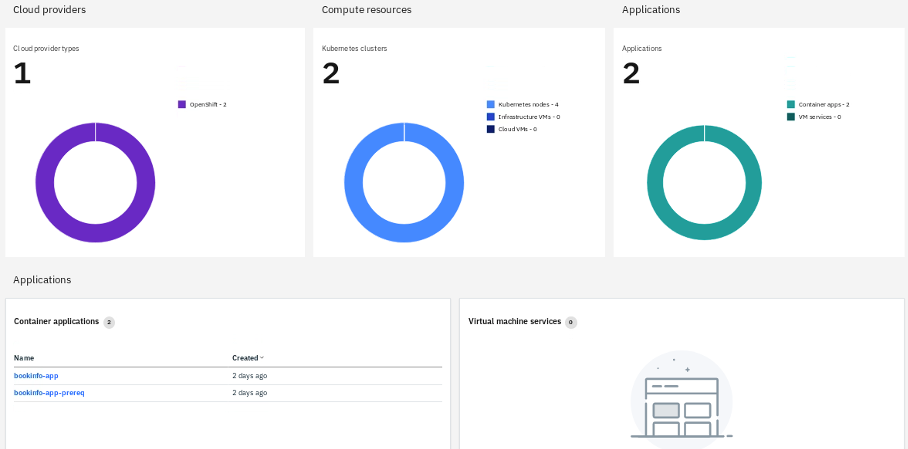 Cloud providers
Compute resources
Applications
Cloud provider types
1
OpenShift - 2
Kubernetes clusters
2
Kubernetes nodes - 4
Infrastructure VMs - 0
Cloud VMs - 0
Applications
2
Container apps - 2
VM services - 0
Applications
Container applications 2
Name Created
bookinfo-app 2 days ago
bookinfo-app-prereq 2 days ago
Virtual machine services 0